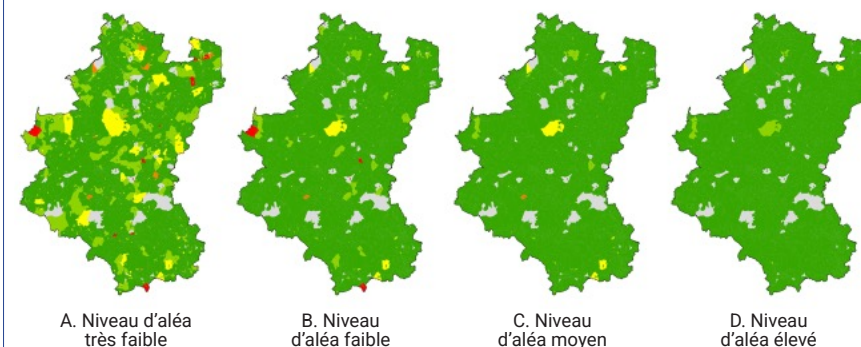 A. Niveau d’aléa
très faible
B. Niveau
d’aléa faible
C. Niveau
d’aléa moyen
D. Niveau
d’aléa élevé